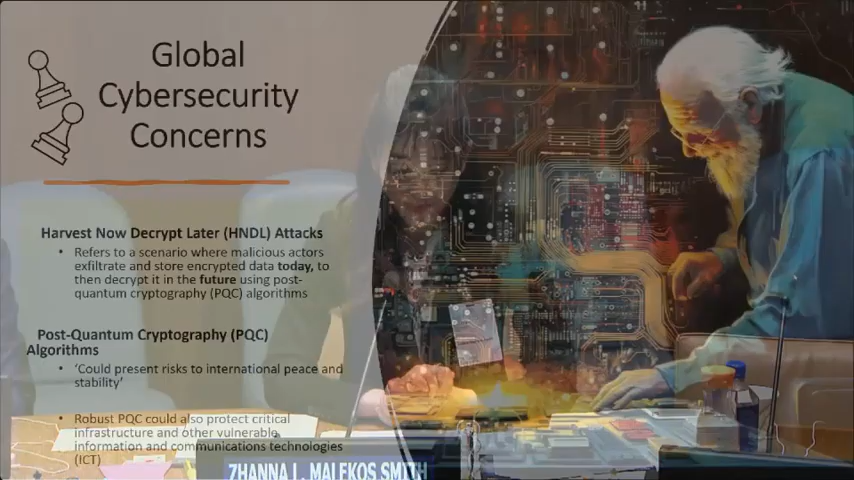 Global
Cybersecurity
Concerns
Harvest Now Decrypt Later (HNDL) Attacks
• Refers to a scenario where malicious actors
exfiltrate and store encrypted data today, to
then decrypt it in the future using post-
quantum cryptography (PQC) algorithms
Post-Quantum Cryptography (PQC)
Algorithms
• 'Could present risks to international peace and
stability'
• Robust PQC could also protect critical
infrastructure and other vulnerable
information and communications technologies
(ICT)
ZHANNA L. MALEKOS SMITH